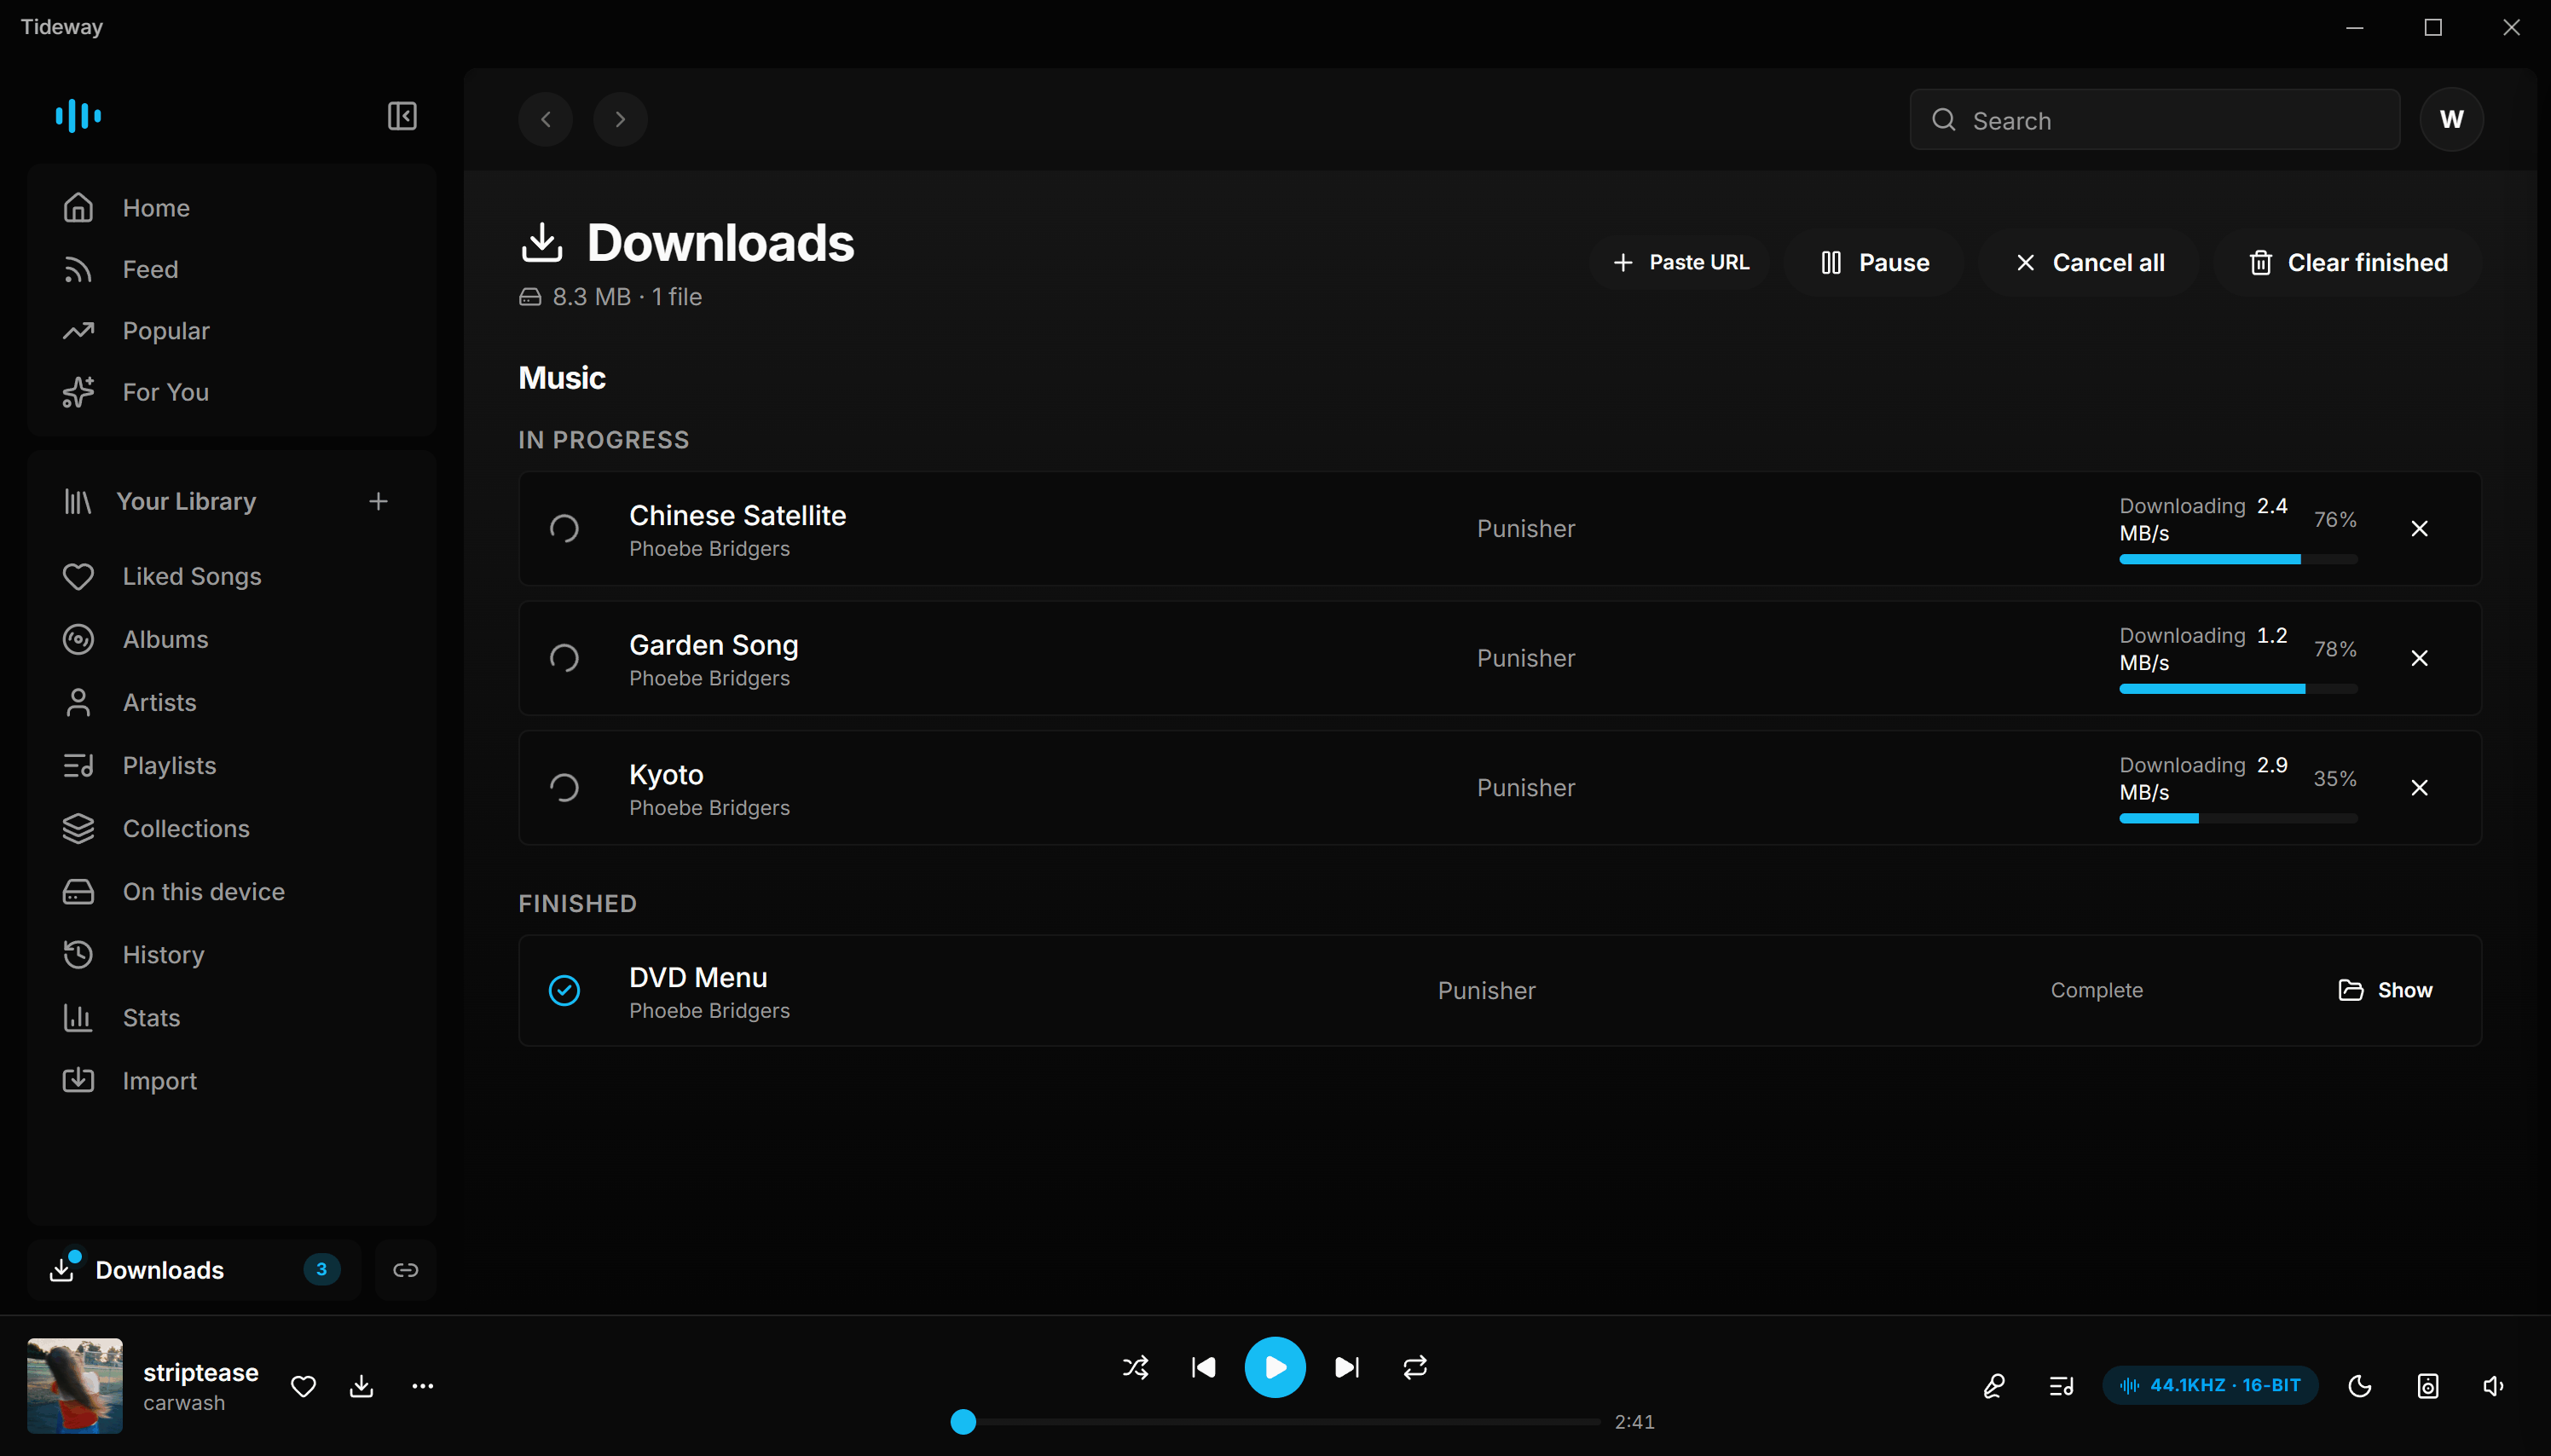 Tideway
Search
W
Home
Feed
Popular
For You
Your Library
Liked Songs
Albums
Artists
Playlists
Collections
On this device
History
Stats
Import
Downloads
3
Downloads
8.3 MB · 1 file
Paste URL
Pause
Cancel all
Clear finished
Music
IN PROGRESS
Chinese Satellite
Phoebe Bridgers
Punisher
Downloading 2.4
MB/s
76%
Garden Song
Phoebe Bridgers
Punisher
Downloading 1.2
MB/s
78%
Kyoto
Phoebe Bridgers
Punisher
Downloading 2.9
MB/s
35%
FINISHED
DVD Menu
Phoebe Bridgers
Punisher
Complete
Show
striptease
carwash
2:41
44.1KHZ · 16-BIT